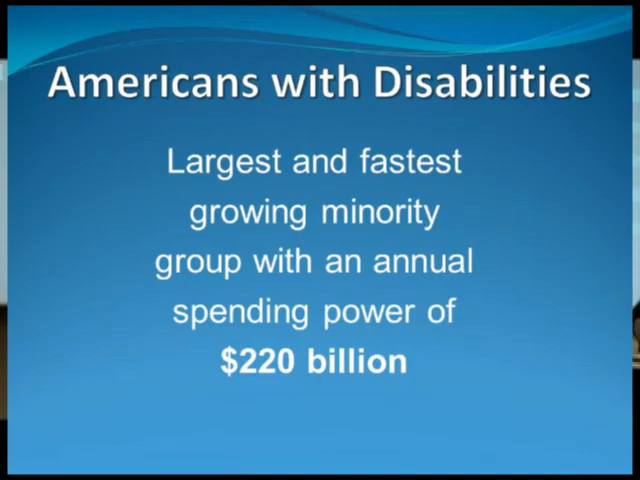 Americans with Disabilities
Largest and fastest
growing minority
group with an annual
spending power of
$220 billion